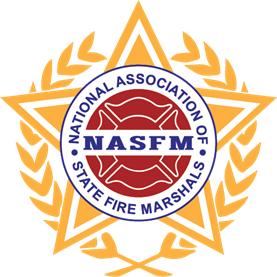 NATIONAL ASSOCIATION OF
NASFM
STATE FIRE MARSHALS